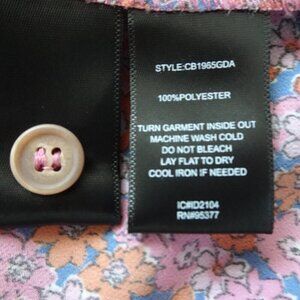 STYLE:CB1965GDA
100%POLYESTER
TURN GARMENT INSIDE OUT
MACHINE WASH COLD
DO NOT BLEACH
LAY FLAT TO DRY
COOL IRON IF NEEDED
IC#ID2104
RN#95377